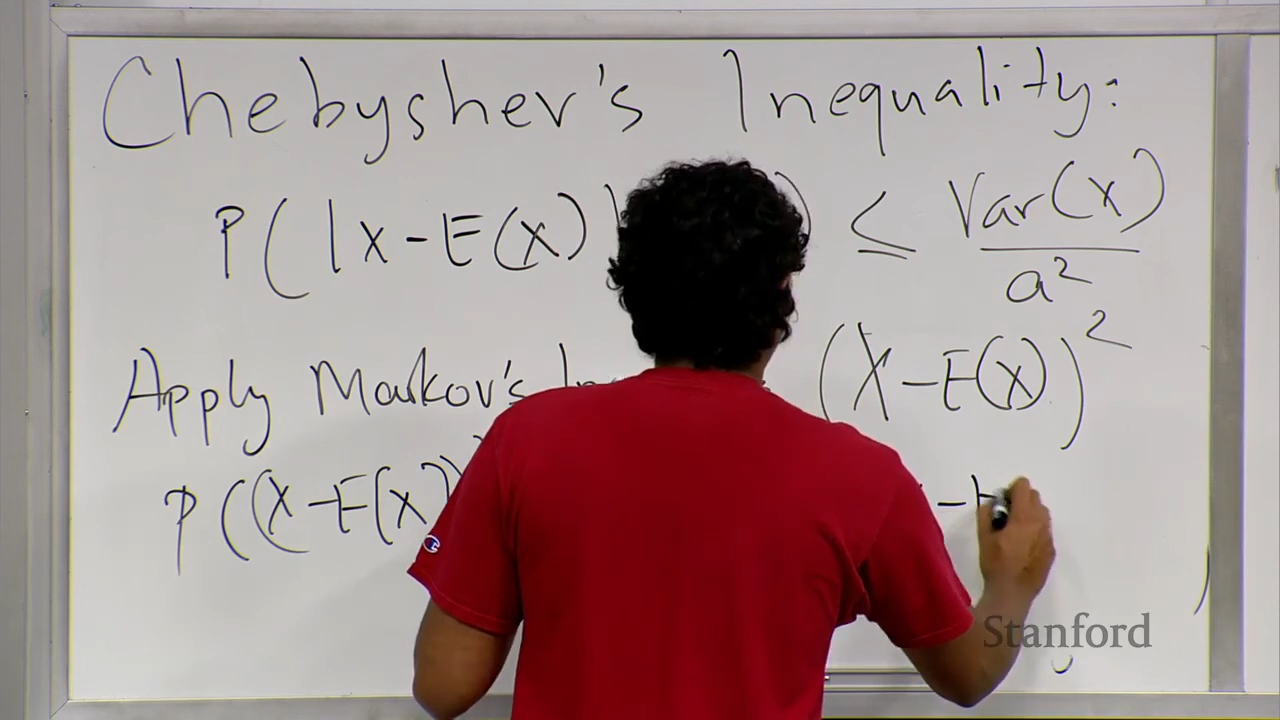 Chebyshev's Inequality:
P(|X-E(X) ) ≤ Var(X)/a²
Apply Markov's (X-E(X))²
P((X-E(X) -
Stanford